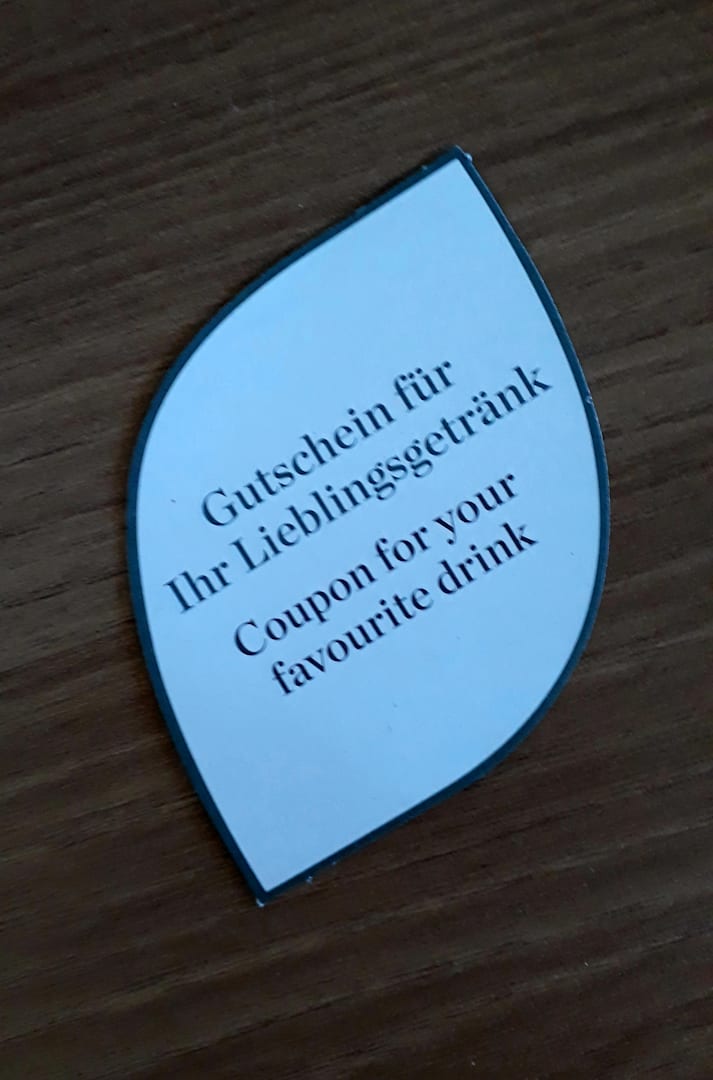 Gutschein für
Ihr Lieblingsgetränk
Coupon for your
favourite drink